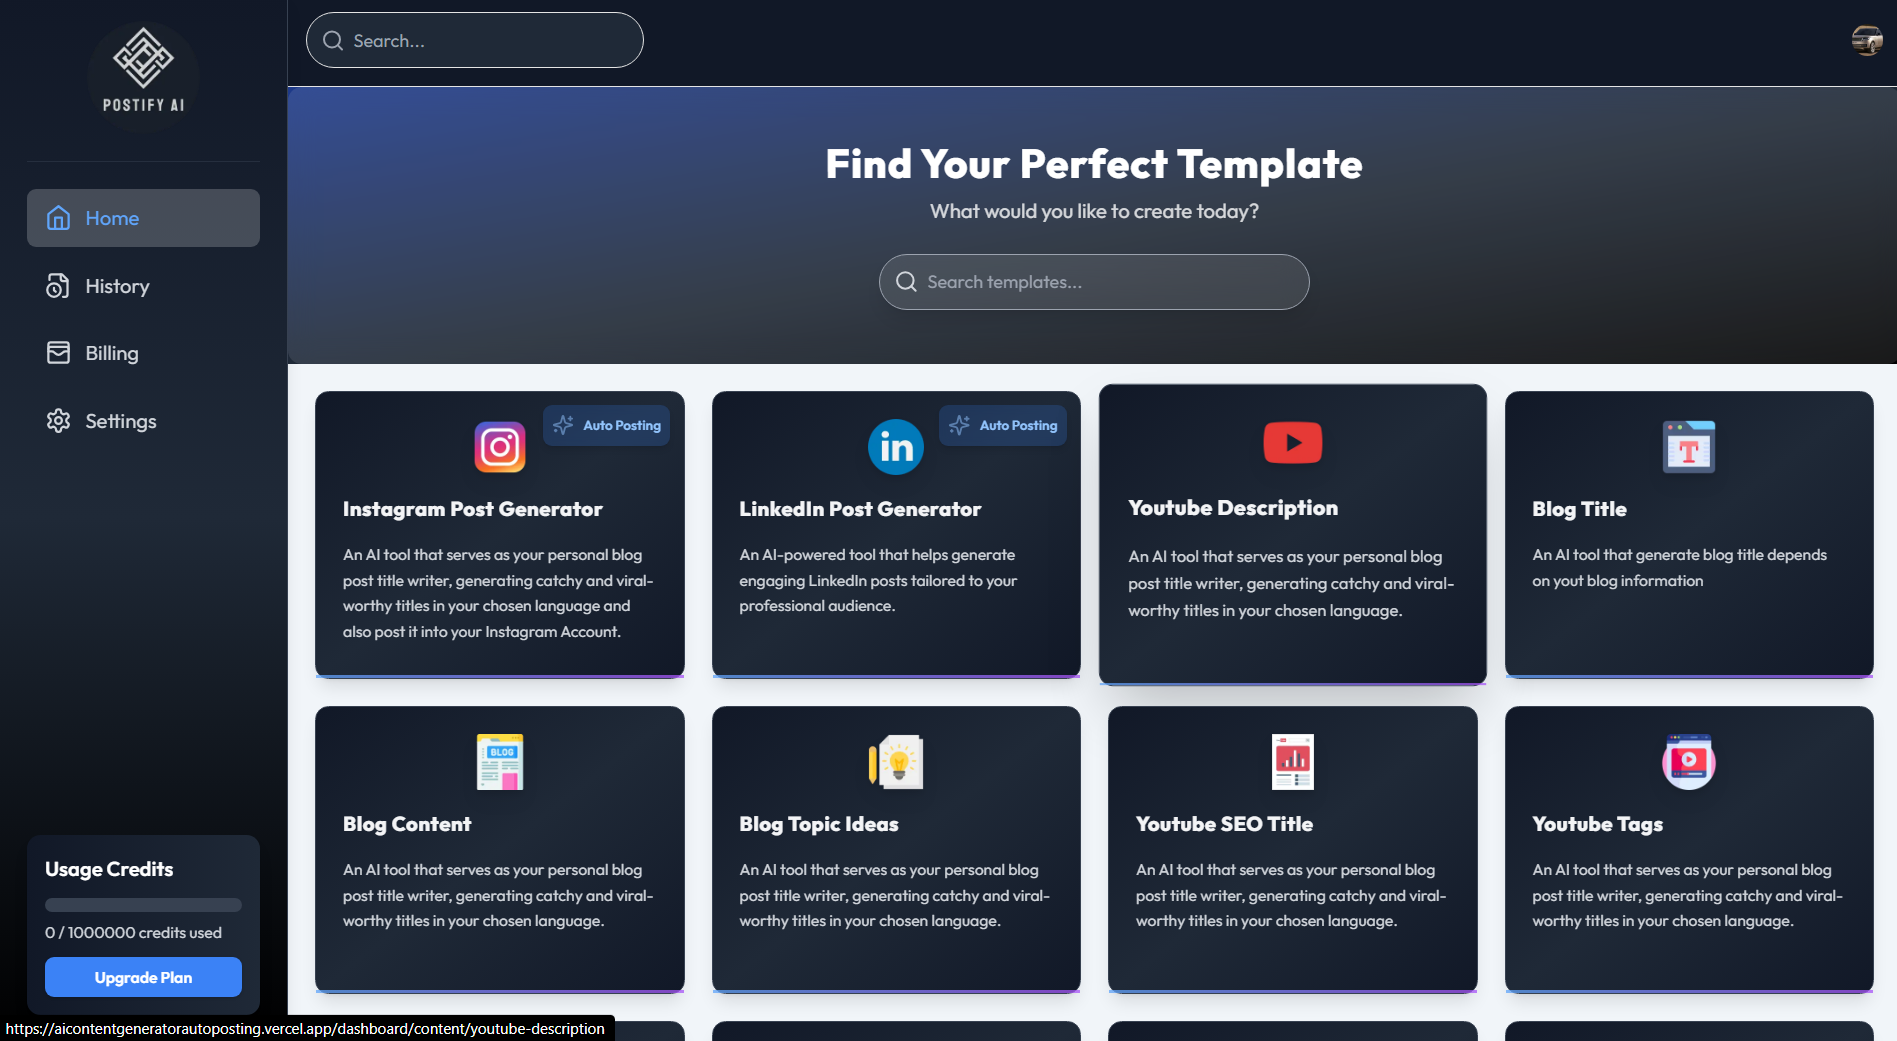 POSTIFY AI
Home
History
Billing
Settings
Usage Credits
0 / 1000000 credits used
Upgrade Plan
Search...
Find Your Perfect Template
What would you like to create today?
Search templates...
Auto Posting
Instagram Post Generator
An AI tool that serves as your personal blog
post title writer, generating catchy and viral-
worthy titles in your chosen language and
also post it into your Instagram Account.
in
Auto Posting
LinkedIn Post Generator
An AI-powered tool that helps generate
engaging LinkedIn posts tailored to your
professional audience.
Youtube Description
An AI tool that serves as your personal blog
post title writer, generating catchy and viral-
worthy titles in your chosen language.
T
Blog Title
An AI tool that generate blog title depends
on yout blog information
BLOG
Blog Content
An AI tool that serves as your personal blog
post title writer, generating catchy and viral-
worthy titles in your chosen language.
Blog Topic Ideas
An AI tool that serves as your personal blog
post title writer, generating catchy and viral-
worthy titles in your chosen language.
Youtube SEO Title
An AI tool that serves as your personal blog
post title writer, generating catchy and viral-
worthy titles in your chosen language.
Youtube Tags
An AI tool that serves as your personal blog
post title writer, generating catchy and viral-
worthy titles in your chosen language.
https://aicontentgeneratorautoposting.vercel.app/dashboard/content/youtube-description